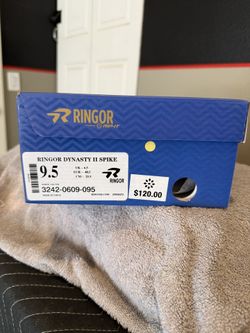 RINGOR
RINGOR DYNASTY II SPIKE
9.5
RINGOR
3242-0609-095
$120.00